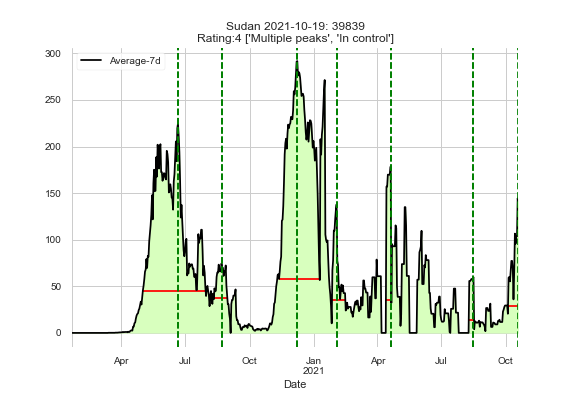 Sudan 2021-10-19: 39839
Rating:4 ['Multiple peaks', 'In control']
300
250
200
150
100
50
0
Average-7d
Apr
Jul
Oct
Jan
2021
Apr
Jul
Oct
Date